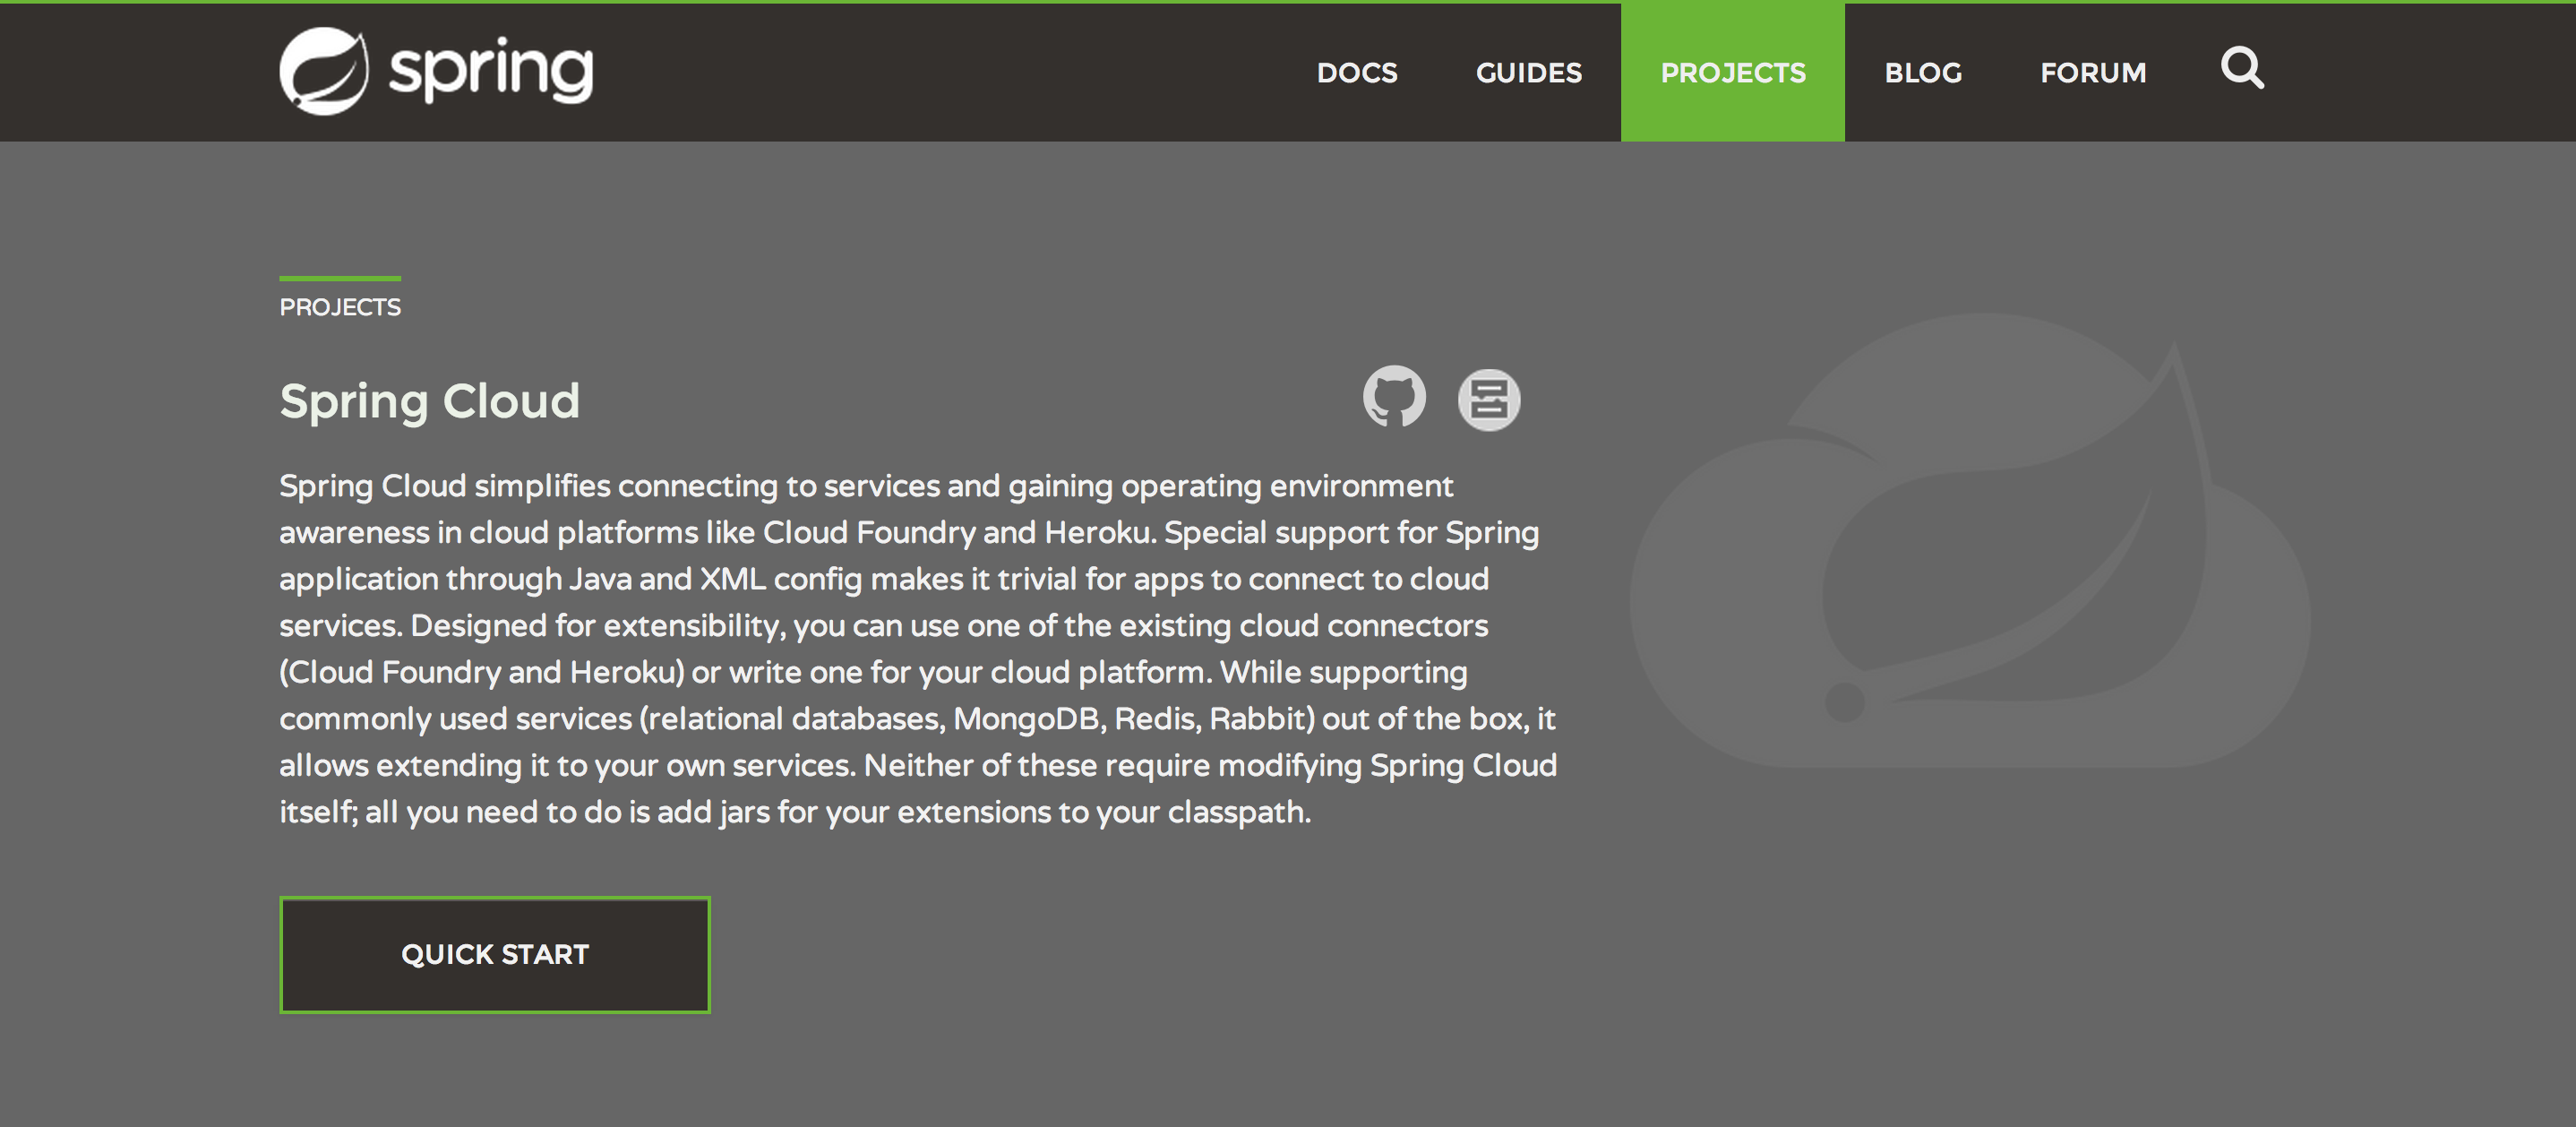 spring
DOCS GUIDES PROJECTS BLOG FORUM
PROJECTS
Spring Cloud
Spring Cloud simplifies connecting to services and gaining operating environment
awareness in cloud platforms like Cloud Foundry and Heroku. Special support for Spring
application through Java and XML config makes it trivial for apps to connect to cloud
services. Designed for extensibility, you can use one of the existing cloud connectors
(Cloud Foundry and Heroku) or write one for your cloud platform. While supporting
commonly used services (relational databases, MongoDB, Redis, Rabbit) out of the box, it
allows extending it to your own services. Neither of these require modifying Spring Cloud
itself; all you need to do is add jars for your extensions to your classpath.
QUICK START